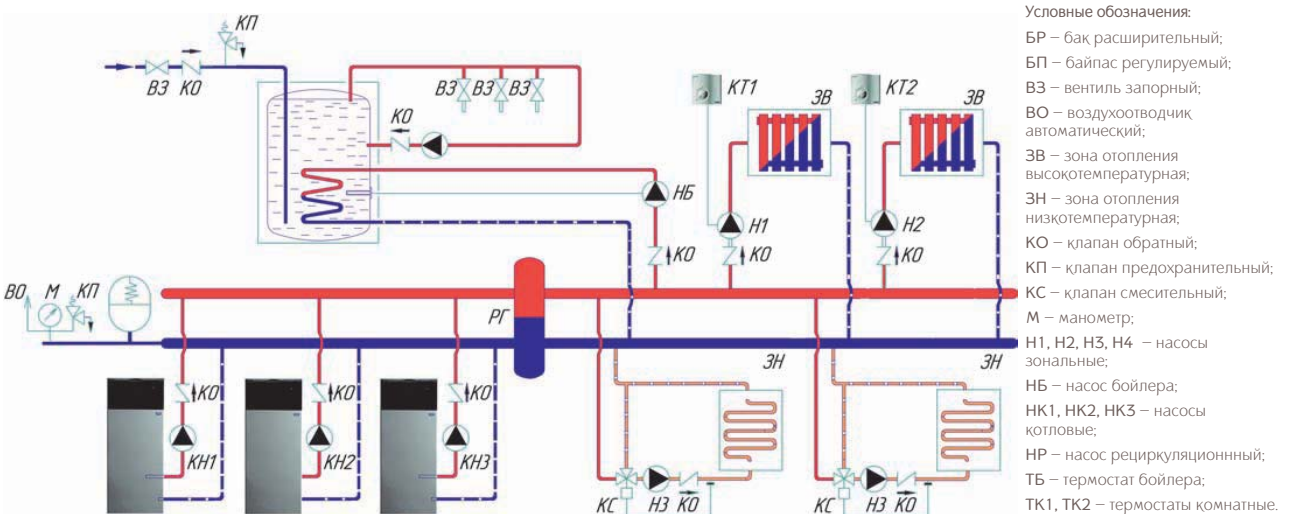 КП
ВЗ КО
ВЗ ВЗ ВЗ
КО
НБ
КО
КТ1
ЗВ
Н1
КО
КТ2
ЗВ
Н2
КО
ВО М КП
РГ
КО
КН1
КО
КН2
КО
КН3
ЗН
КС НЗ КО
ЗН
КС НЗ КО
Условные обозначения:
БР – бак расширительный;
БП – байпас регулируемый;
ВЗ – вентиль запорный;
ВО – воздухоотводчик
автоматический;
ЗВ – зона отопления
высокотемпературная;
ЗН – зона отопления
низкотемпературная;
КО – клапан обратный;
КП – клапан предохранительный;
КС – клапан смесительный;
М – манометр;
Н1, Н2, Н3, Н4 – насосы
зональные;
НБ – насос бойлера;
НК1, НК2, НК3 – насосы
котловые;
НР – насос рециркуляционнный;
ТБ – термостат бойлера;
ТК1, ТК2 – термостаты комнатные.